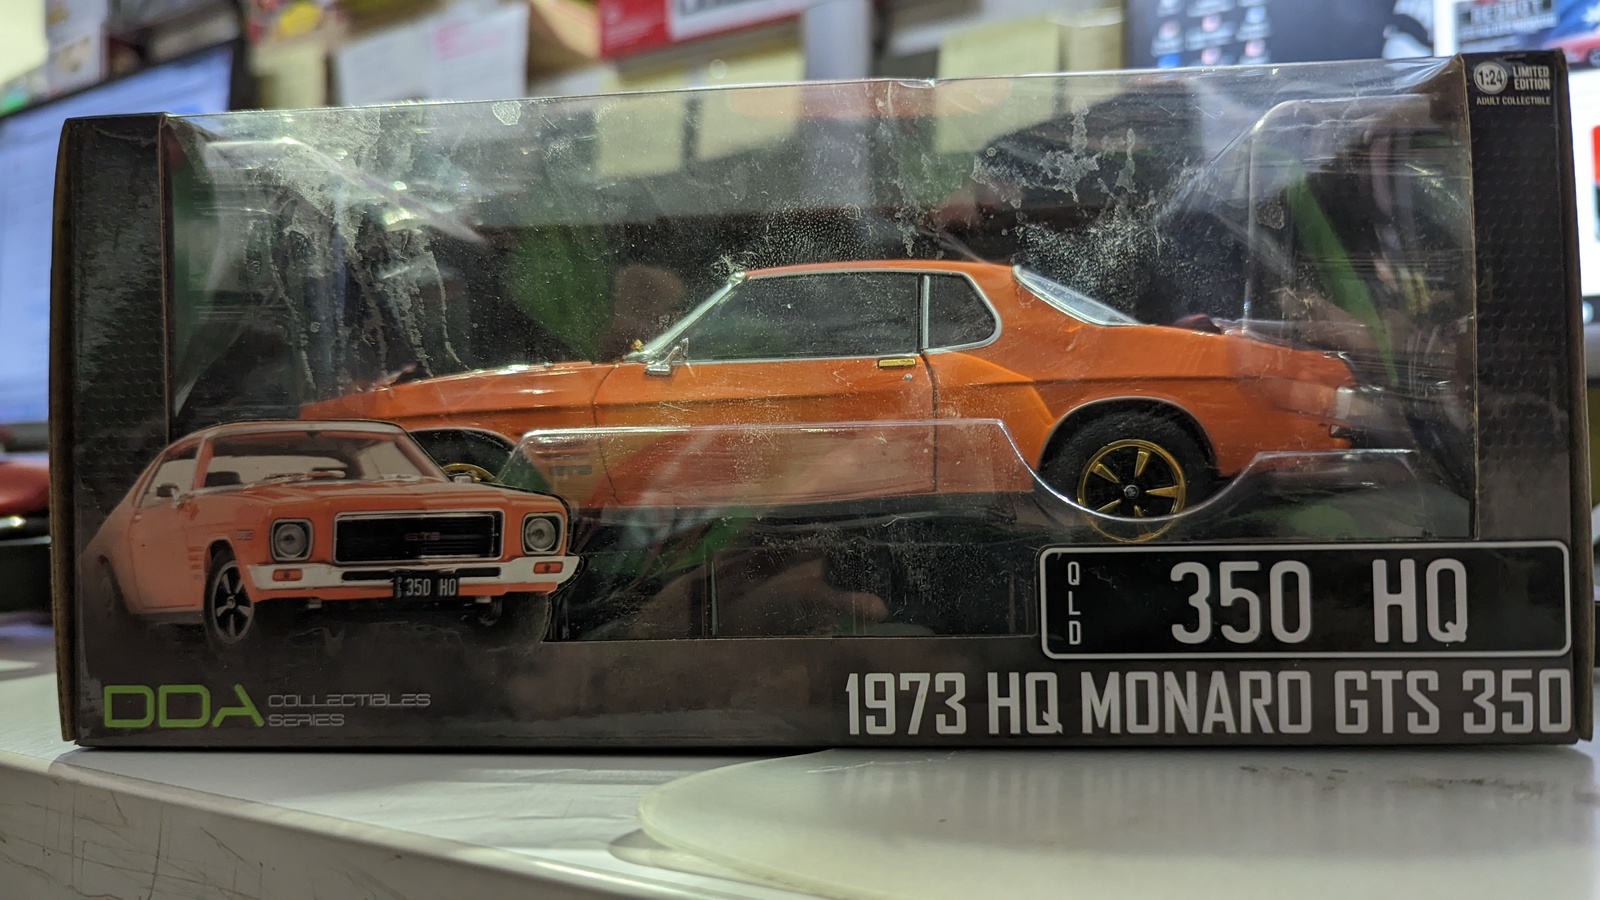 1:24
LIMITED
EDITION
ADULT COLLECTIBLE
GTS
350 HQ
QLD
350 HQ
DDA
COLLECTIBLES
SERIES
1973 HQ MONARO GTS 350